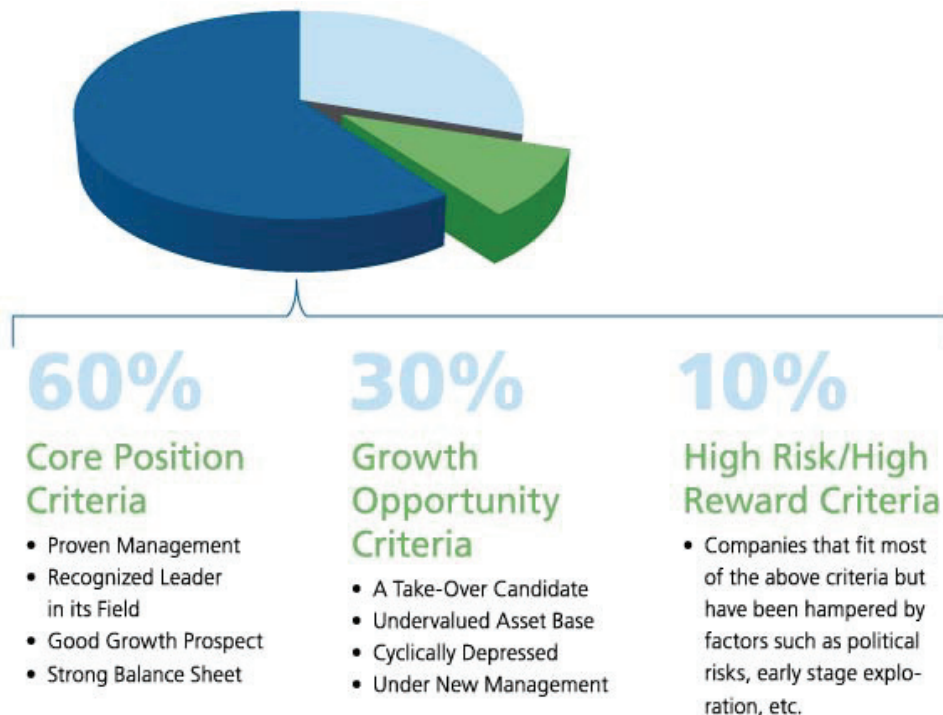 60%
Core Position
Criteria
• Proven Management
• Recognized Leader
in its Field
• Good Growth Prospect
• Strong Balance Sheet
30%
Growth
Opportunity
Criteria
• A Take-Over Candidate
• Undervalued Asset Base
• Cyclically Depressed
• Under New Management
10%
High Risk/High
Reward Criteria
• Companies that fit most
of the above criteria but
have been hampered by
factors such as political
risks, early stage explo-
ration, etc.